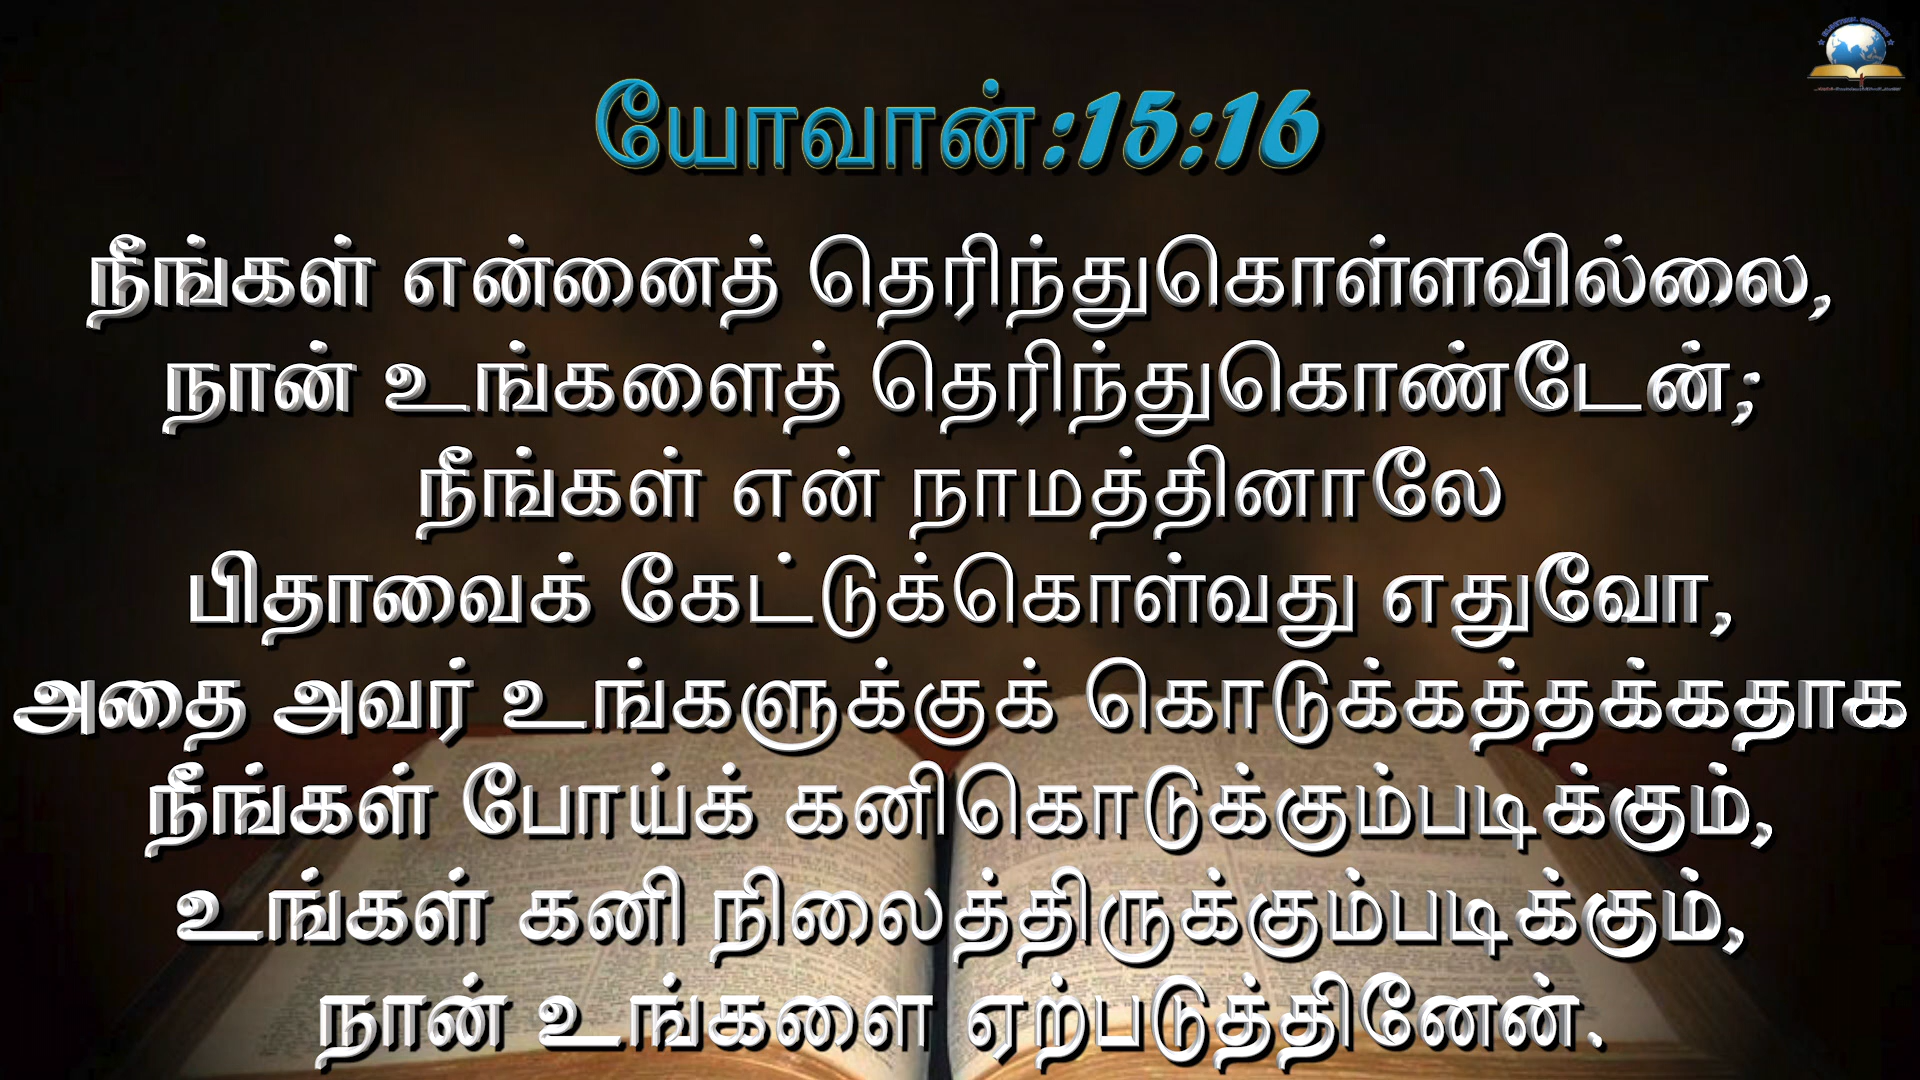 யோவான்:15:16
நீங்கள் என்னைத் தெரிந்துகொள்ளவில்லை,
நான் உங்களைத் தெரிந்துகொண்டேன்;
நீங்கள் என் நாமத்தினாலே
பிதாவைக் கேட்டுக்கொள்வது எதுவோ,
அதை அவர் உங்களுக்குக் கொடுக்கத்தக்கதாக
நீங்கள் போய்க் கனிகொடுக்கும்படிக்கும்,
உங்கள் கனி நிலைத்திருக்கும்படிக்கும்,
நான் உங்களை ஏற்படுத்தினேன்.